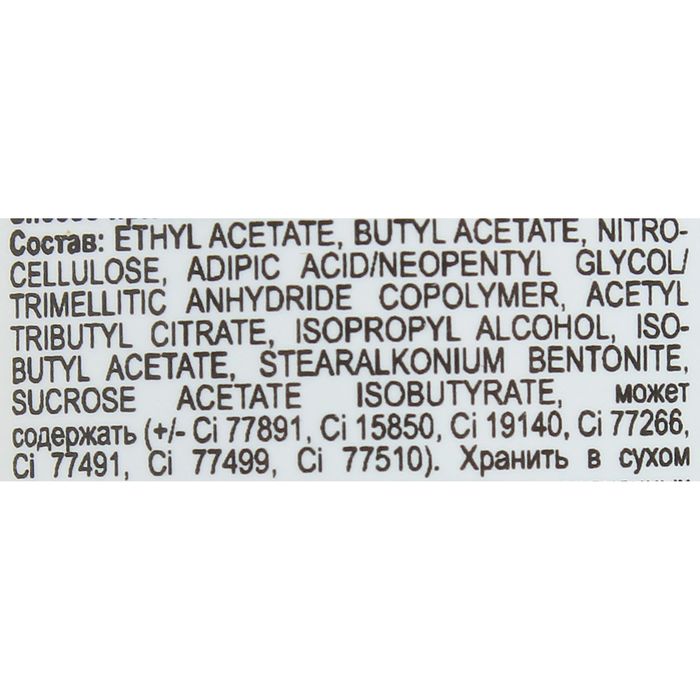 Состав: ETHYL ACETATE, BUTYL ACETATE, NITRO-
CELLULOSE, ADIPIC ACID/NEOPENTYL GLYCOL/
TRIMELLITIC ANHYDRIDE COPOLYMER, ACETYL
TRIBUTYL CITRATE, ISOPROPYL ALCOHOL, ISO-
BUTYL ACETATE, STEARALKONIUM BENTONITE,
SUCROSE ACETATE ISOBUTYRATE, может
содержать (+/- Ci 77891, Ci 15850, Ci 19140, Ci 77266,
Ci 77491, Ci 77499, Ci 77510). Хранить в сухом